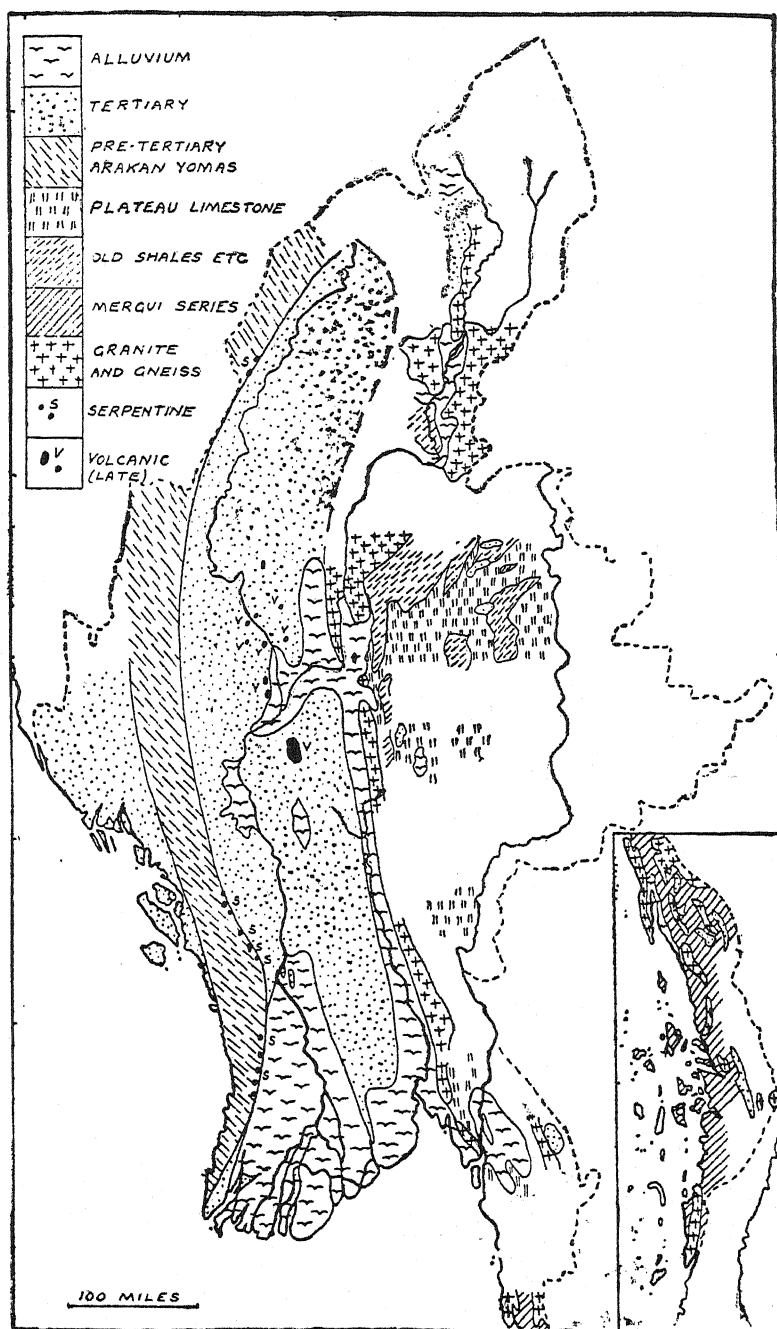 ALLUVIUM
TERTIARY
PRE-TERTIARY
ARAKAN YOMAS
PLATEAU LIMESTONE
OLD SHALES ETC
MERGUI SERIES
GRANITE
AND GNEISS
S
SERPENTINE
V
VOLCANIC
(LATE)
S
V
V
V
V
V
S
S
S
S
S
S
S
100 MILES